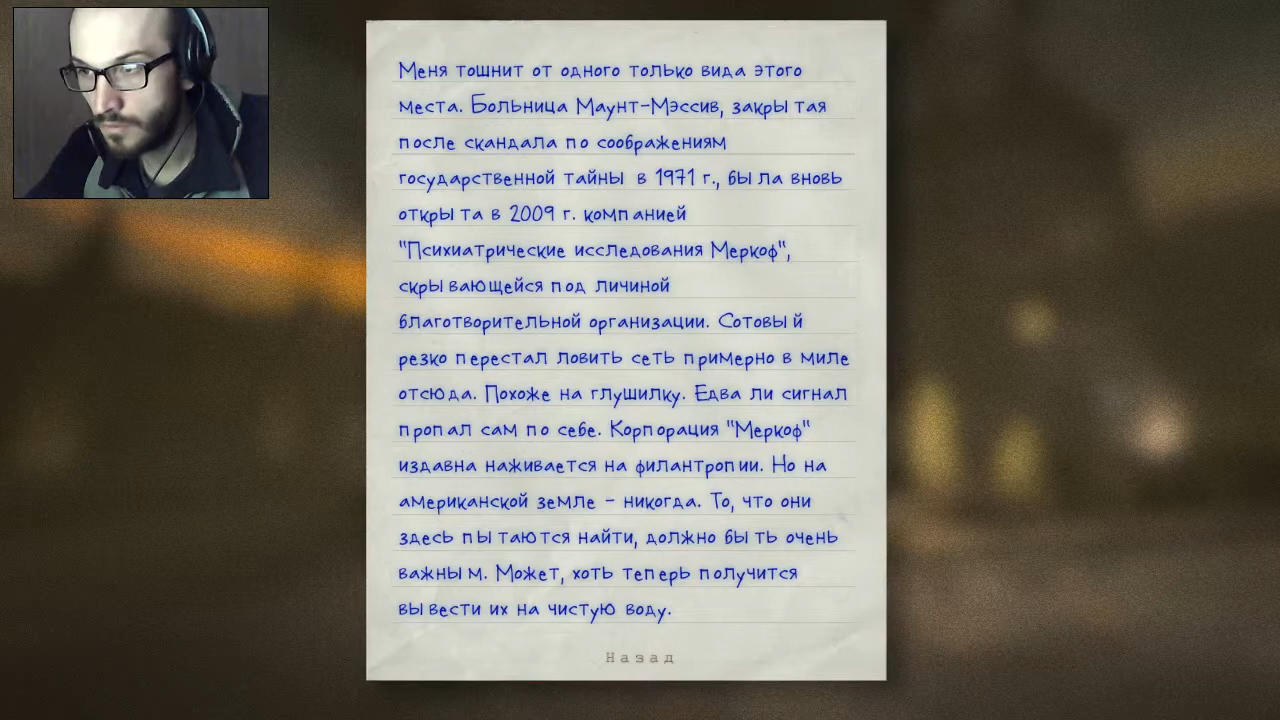 Меня тошнит от одного только вида этого
места. Больница Маунт-Мэссив, закрытая
после скандала по соображениям
государственной тайны в 1971 г., была вновь
открыта в 2009 г. компанией
"Психиатрические исследования Меркоф",
скрывающейся под личиной
благотворительной организации. Сотовый
резко перестал ловить сеть примерно в миле
отсюда. Похоже на глушилку. Едва ли сигнал
пропал сам по себе. Корпорация "Меркоф"
издавна наживается на филантропии. Но на
американской земле - никогда. То, что они
здесь пытаются найти, должно быть очень
важным. Может, хоть теперь получится
вывести их на чистую воду.
Назад